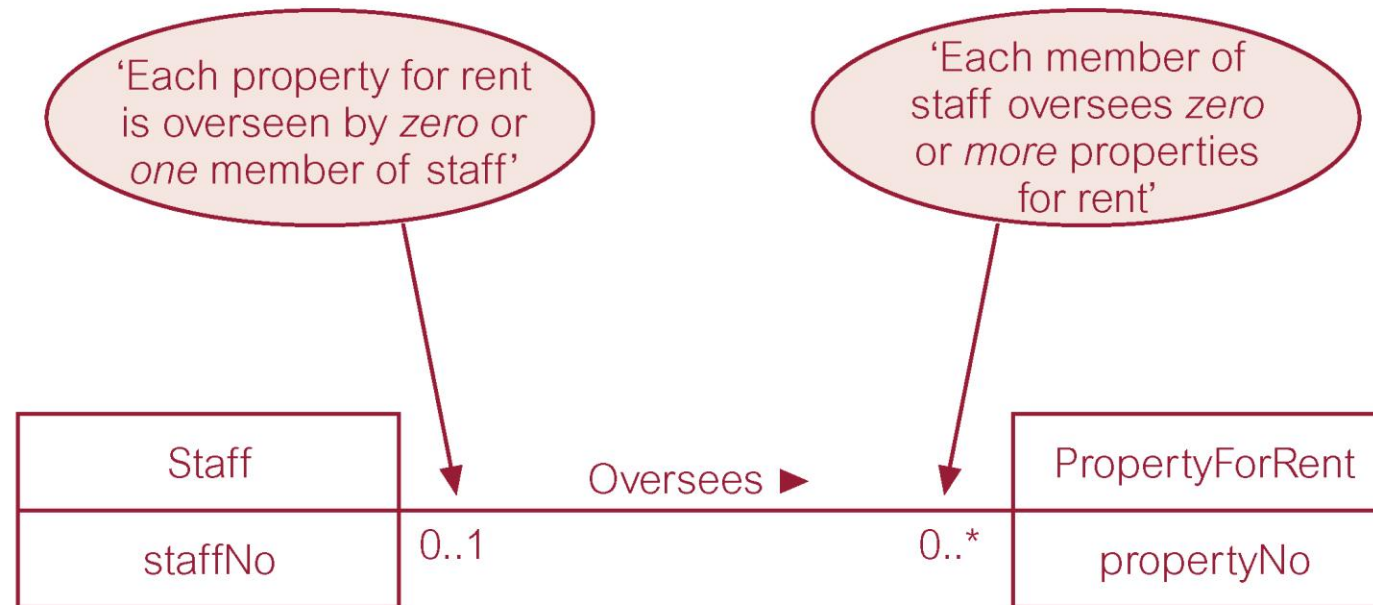 ‘Each property for rent
is overseen by zero or
one member of staff’
‘Each member of
staff oversees zero
or more properties
for rent’
Staff
staffNo
Oversees ►
0..1
0..*
PropertyForRent
propertyNo